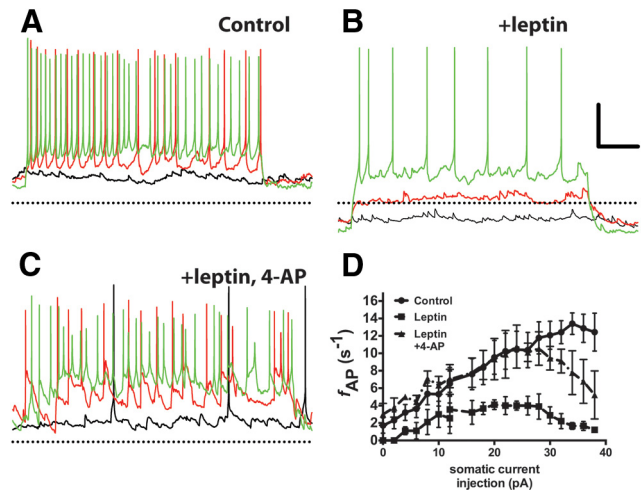 A
Control
B
+leptin
C
+leptin, 4-AP
D
Control
Leptin
Leptin
+4-AP
fAP(s-1)
16
14
12
10
8
6
4
2
0
0
10
20
30
40
somatic current
injection (pA)